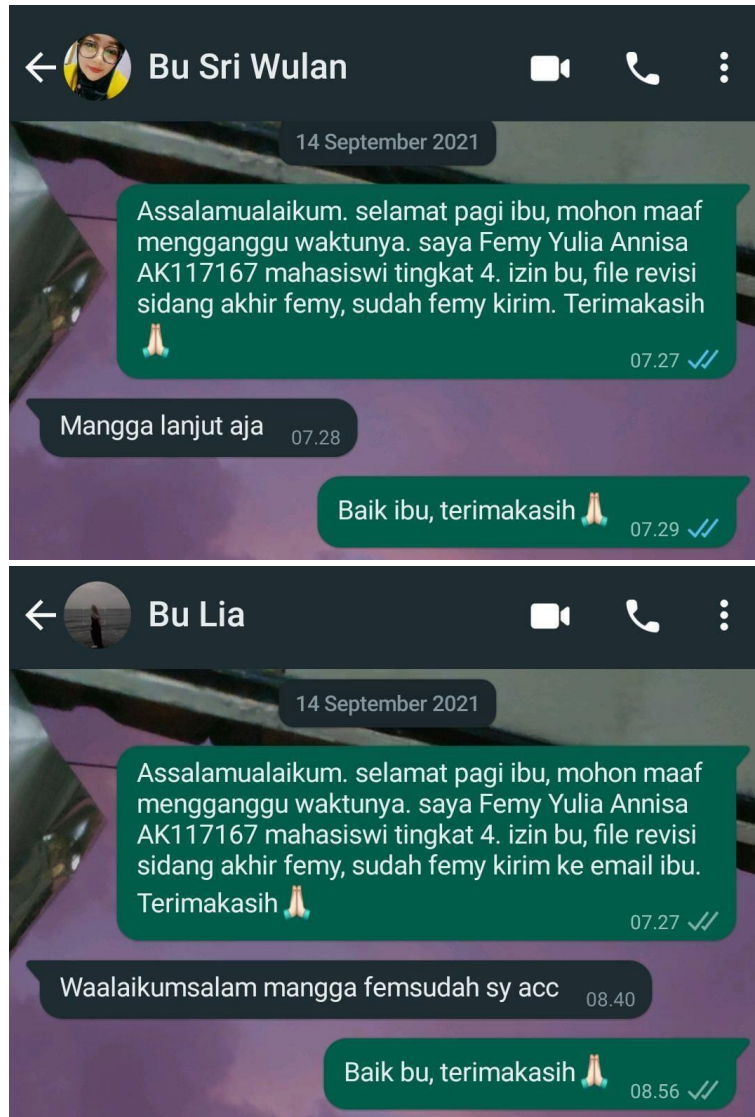 Bu Sri Wulan
14 September 2021
Assalamualaikum. selamat pagi ibu, mohon maaf
mengganggu waktunya. saya Femy Yulia Annisa
AK117167 mahasiswi tingkat 4. izin bu, file revisi
sidang akhir femy, sudah femy kirim. Terimakasih
🙏🏻
07.27
Mangga lanjut aja 07.28
Baik ibu, terimakasih 🙏🏻 07.29
Bu Lia
14 September 2021
Assalamualaikum. selamat pagi ibu, mohon maaf
mengganggu waktunya. saya Femy Yulia Annisa
AK117167 mahasiswi tingkat 4. izin bu, file revisi
sidang akhir femy, sudah femy kirim ke email ibu.
Terimakasih 🙏🏻
07.27
Waalaikumsalam mangga femsudah sy acc 08.40
Baik bu, terimakasih 🙏🏻 08.56